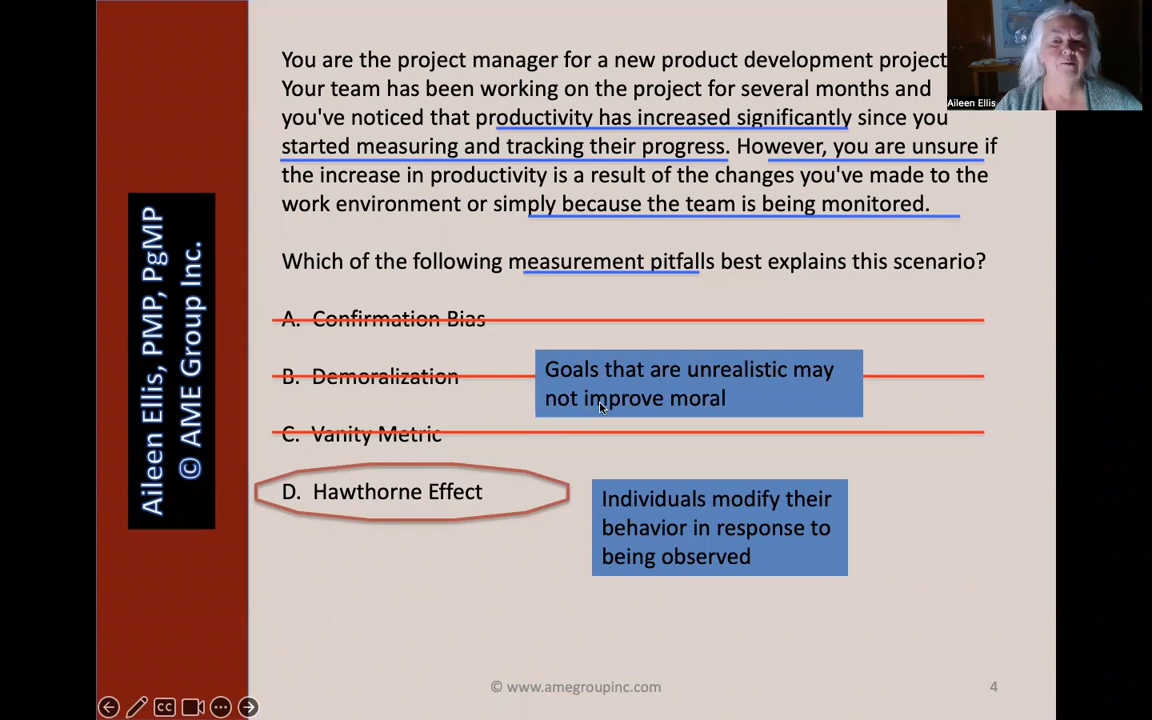 Aileen Ellis, PMP, PgMP
© AME Group Inc.
You are the project manager for a new product development project
Your team has been working on the project for several months and
you've noticed that productivity has increased significantly since you
started measuring and tracking their progress. However, you are unsure if
the increase in productivity is a result of the changes you've made to the
work environment or simply because the team is being monitored.
Which of the following measurement pitfalls best explains this scenario?
A. Confirmation Bias
B. Demoralization
Goals that are unrealistic may
not improve moral
C. Vanity Metric
D. Hawthorne Effect
Individuals modify their
behavior in response to
being observed
© www.amegroupinc.com
4
Aileen Ellis
CC